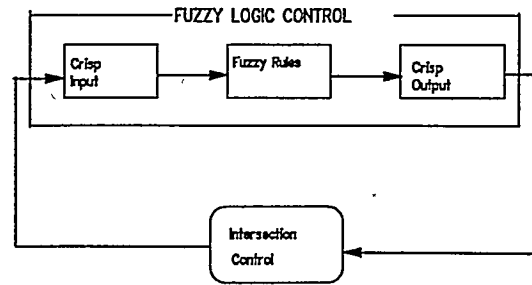 FUZZY LOGIC CONTROL
Crisp
Input
Fuzzy Rules
Crisp
Output
Intersection
Control